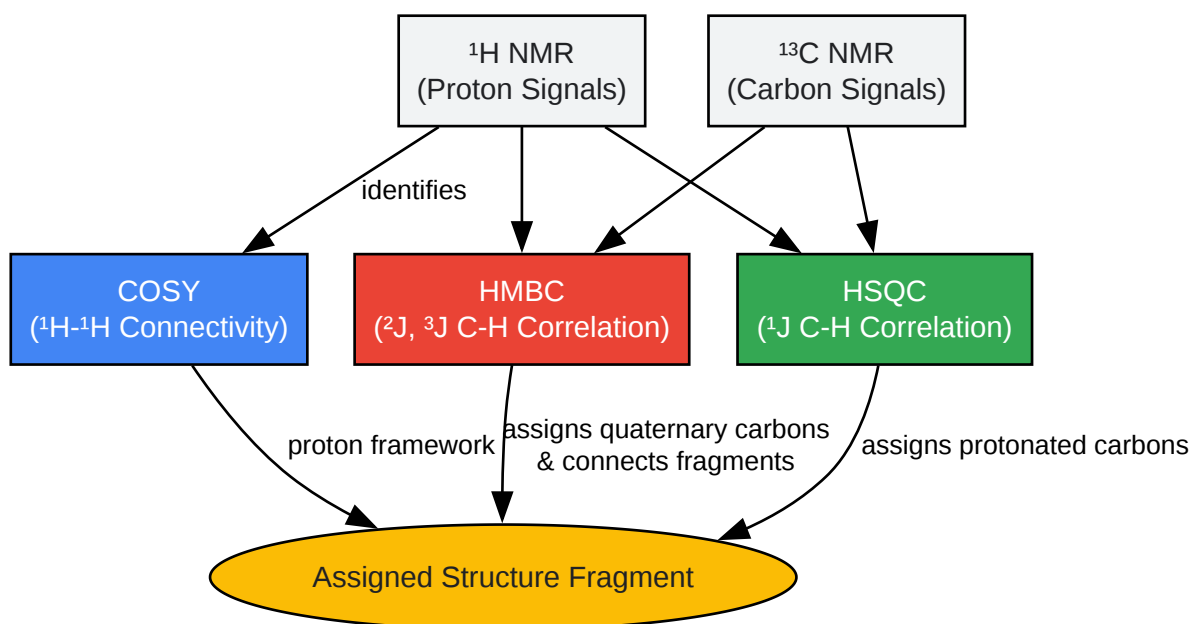 ¹H NMR
(Proton Signals)
¹³C NMR
(Carbon Signals)
identifies
COSY
(¹H-¹H Connectivity)
HMBC
(²J, ³J C-H Correlation)
HSQC
(¹J C-H Correlation)
proton framework
assigns quaternary carbons
& connects fragments
assigns protonated carbons
Assigned Structure Fragment